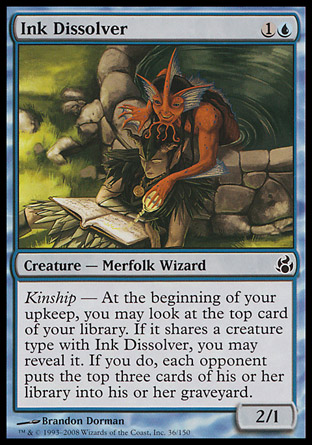 Ink Dissolver 1
Creature — Merfolk Wizard
Kinship — At the beginning of your
upkeep, you may look at the top card
of your library. If it shares a creature
type with Ink Dissolver, you may
reveal it. If you do, each opponent
puts the top three cards of his or her
library into his or her graveyard.
Brandon Dorman
™ & © 1993–2008 Wizards of the Coast, Inc. 36/150
2/1